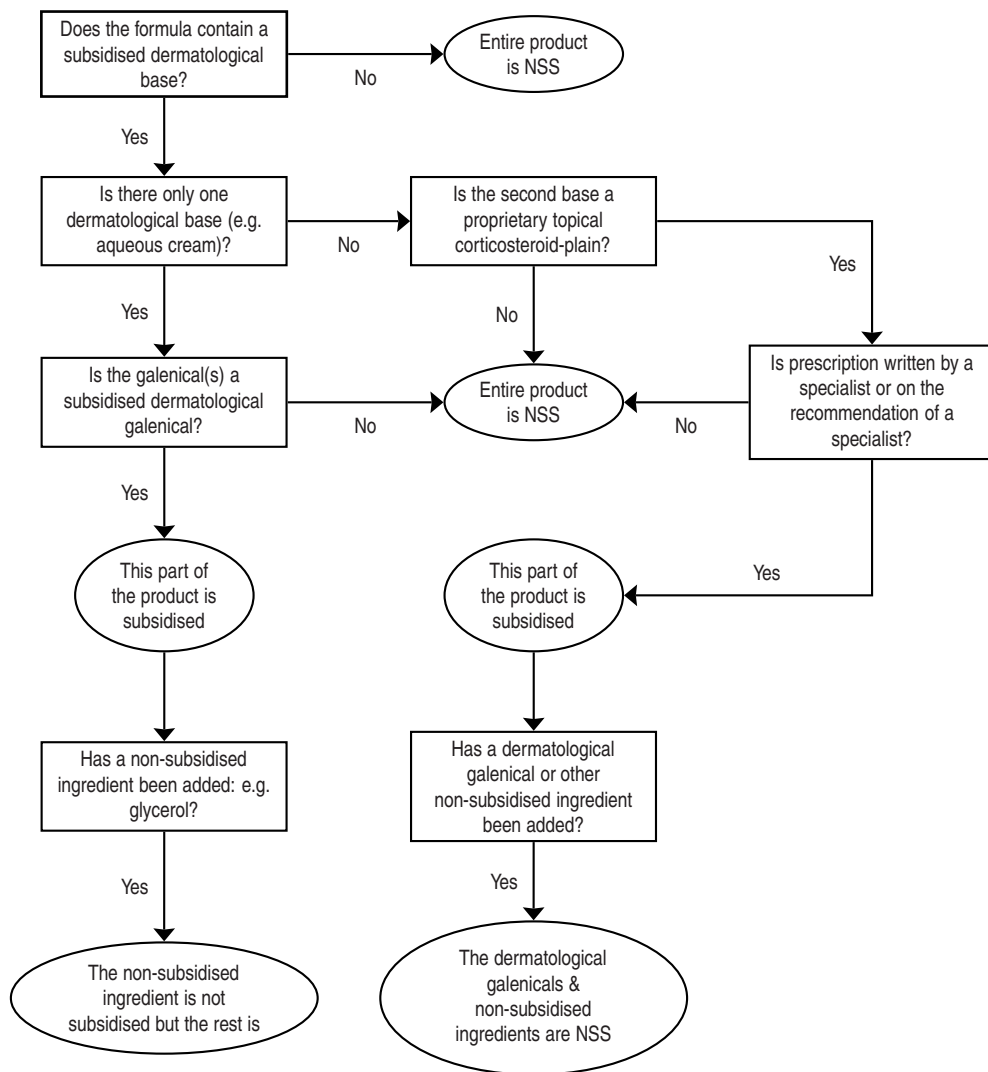 Does the formula contain a
subsidised dermatological
base?
No
Entire product
is NSS
Yes
Is there only one
dermatological base (e.g.
aqueous cream)?
No
Is the second base a
proprietary topical
corticosteroid-plain?
Yes
Yes
No
Is the galenical(s) a
subsidised dermatological
galenical?
No
Entire product
is NSS
No
Is prescription written by a
specialist or on the
recommendation of a
specialist?
Yes
Yes
This part of
the product is
subsidised
This part of
the product is
subsidised
Has a non-subsidised
ingredient been added: e.g.
glycerol?
Has a dermatological
galenical or other
non-subsidised ingredient
been added?
Yes
Yes
The non-subsidised
ingredient is not
subsidised but the rest is
The dermatological
galenicals &
non-subsidised
ingredients are NSS